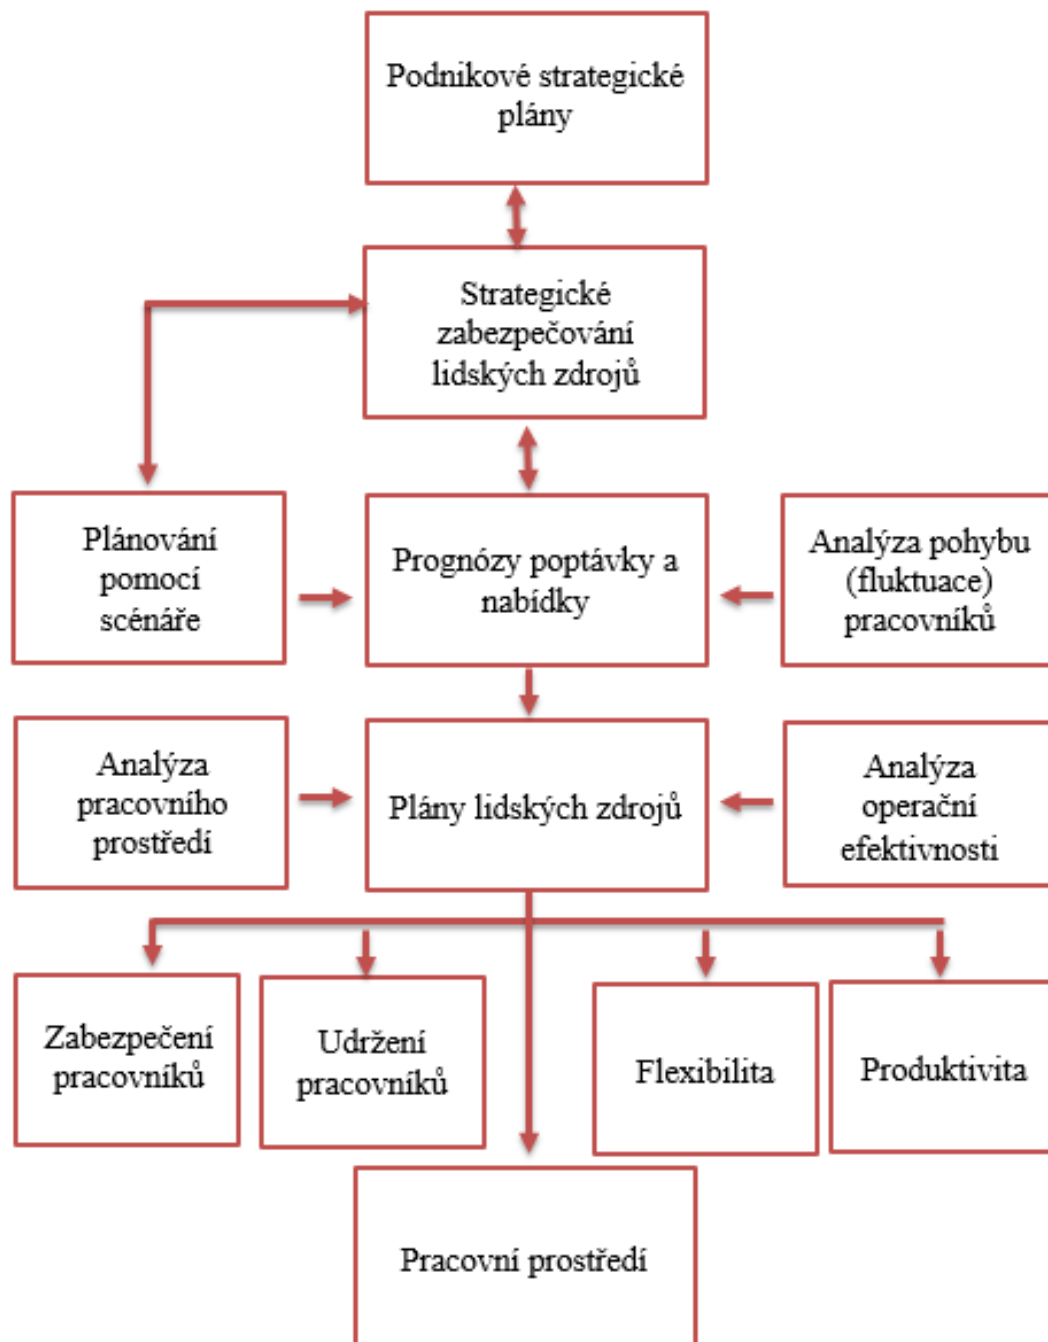 Podnikové strategické
plány
Strategické
zabezpečování
lidských zdrojů
Plánování
pomocí
scénáře
Prognózy poptávky a
nabídky
Analýza pohybu
(fluktuace)
pracovníků
Analýza
pracovního
prostředí
Plány lidských zdrojů
Analýza
operační
efektivnosti
Zabezpečení
pracovníků
Udržení
pracovníků
Flexibilita
Produktivita
Pracovní prostředí